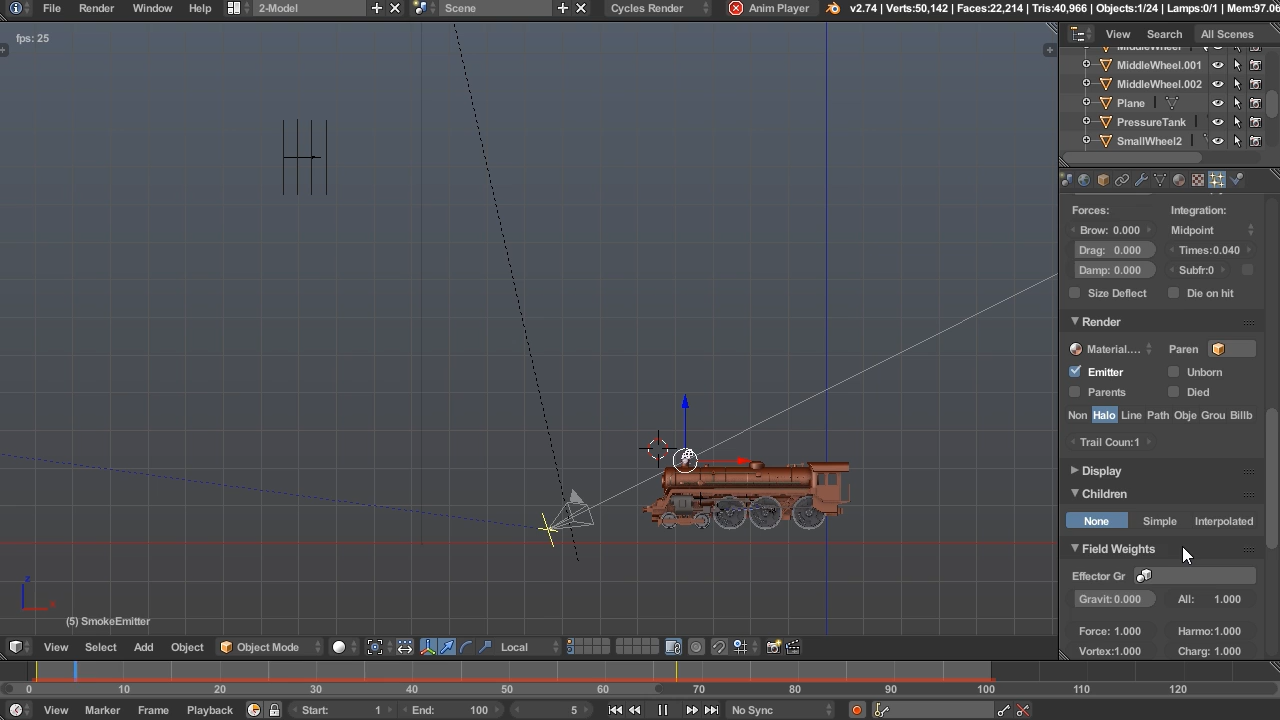 File Render Window Help 2-Model Scene Cycles Render Anim Player v2.74 | Verts:50,142 | Faces:22,214 | Tris:40,966 | Objects:1/24 | Lamps:0/1 | Mem:97.06
fps: 25
View Search All Scenes
MiddleWheel
MiddleWheel.001
MiddleWheel.002
Plane
PressureTank
SmallWheel2
Forces: Integration:
Brow: 0.000 Midpoint
Drag: 0.000 Times:0.040
Damp: 0.000 Subfr:0
Size Deflect Die on hit
Render
Material.... Paren
Emitter Unborn
Parents Died
Non Halo Line Path Obje Grou Billb
Trail Coun:1
Display
Children
None Simple Interpolated
Field Weights
Effector Gr
Gravit:0.000 All: 1.000
Force: 1.000 Harmo:1.000
Vortex:1.000 Charg: 1.000
z
x
(5) SmokeEmitter
View Select Add Object Object Mode Local
0 10 20 30 40 50 60 70 80 90 100 110 120
View Marker Frame Playback Start: 1 End: 100 5 No Sync